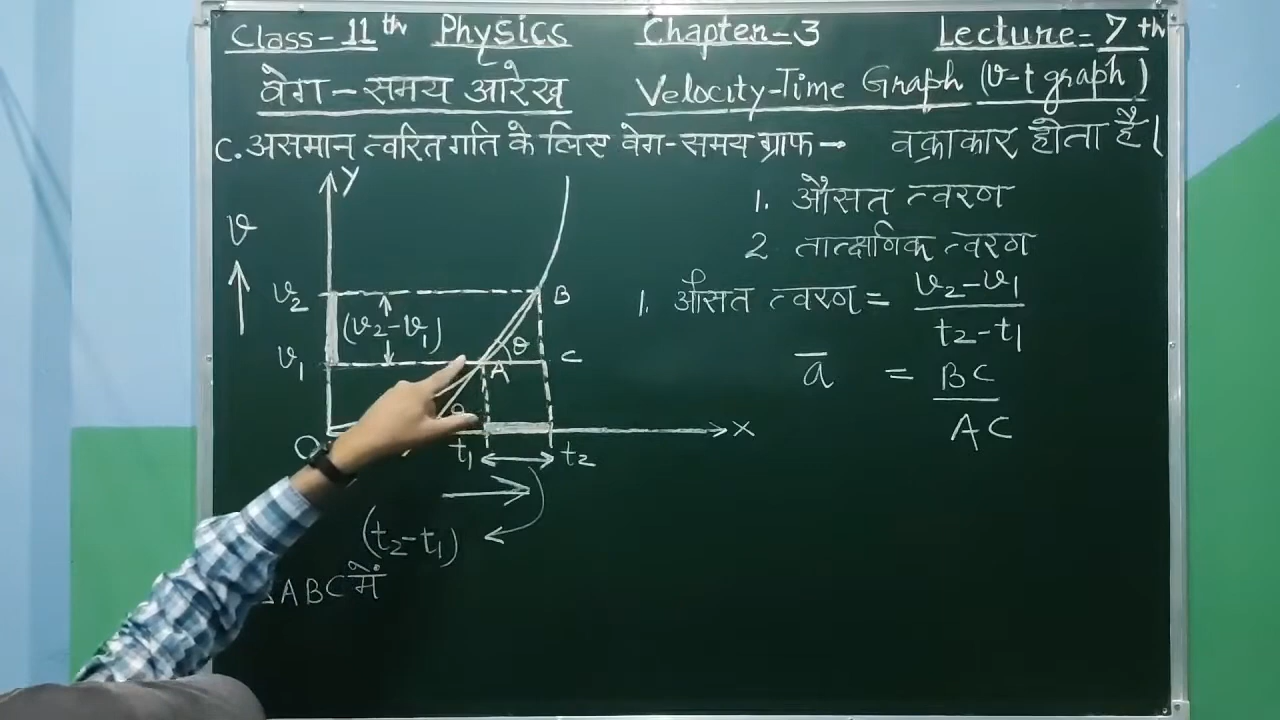 Class-11th Physics Chapter-3 Lecture-7th
वेग-समय आरेख Velocity-Time Graph (v-t graph)
C. असमान त्वरित गति के लिए वेग-समय ग्राफ→ वक्राकार होता है।
Y
v
1. औसत त्वरण
2 तात्क्षणिक त्वरण
v₂ B
(v₂-v₁)
1. औसत त्वरण = v₂-v₁ / t₂-t₁
v₁ θ A C
a̅ = BC / AC
θ
O t₁ t₂ X
(t₂-t₁)
ABC में